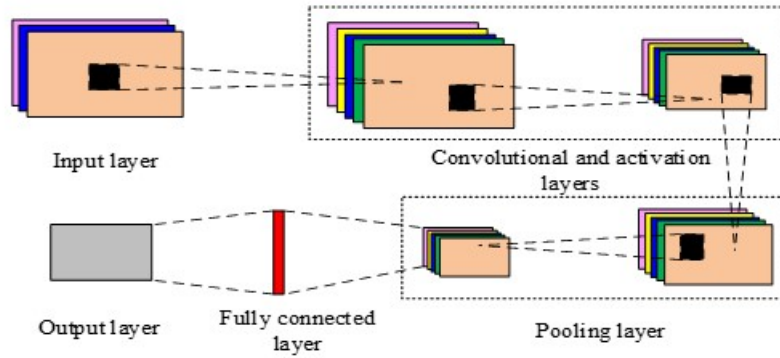 Input layer
Convolutional and activation
layers
Output layer
Fully connected
layer
Pooling layer